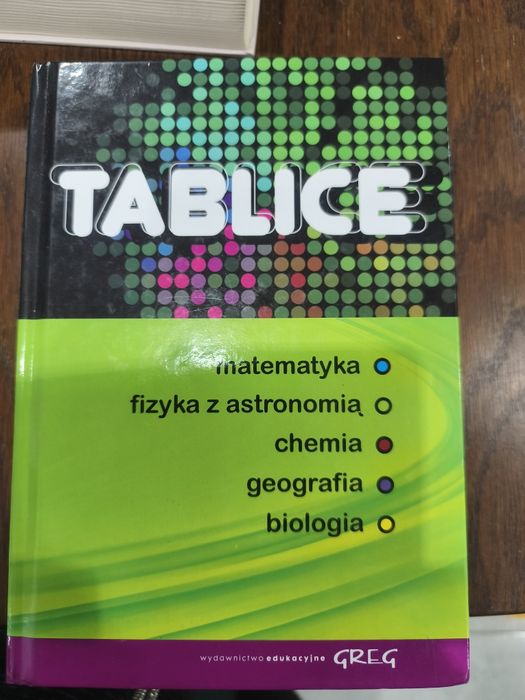 TABLICE
matematyka
fizyka z astronomią
chemia
geografia
biologia
wydawnictwo edukacyjne GREG